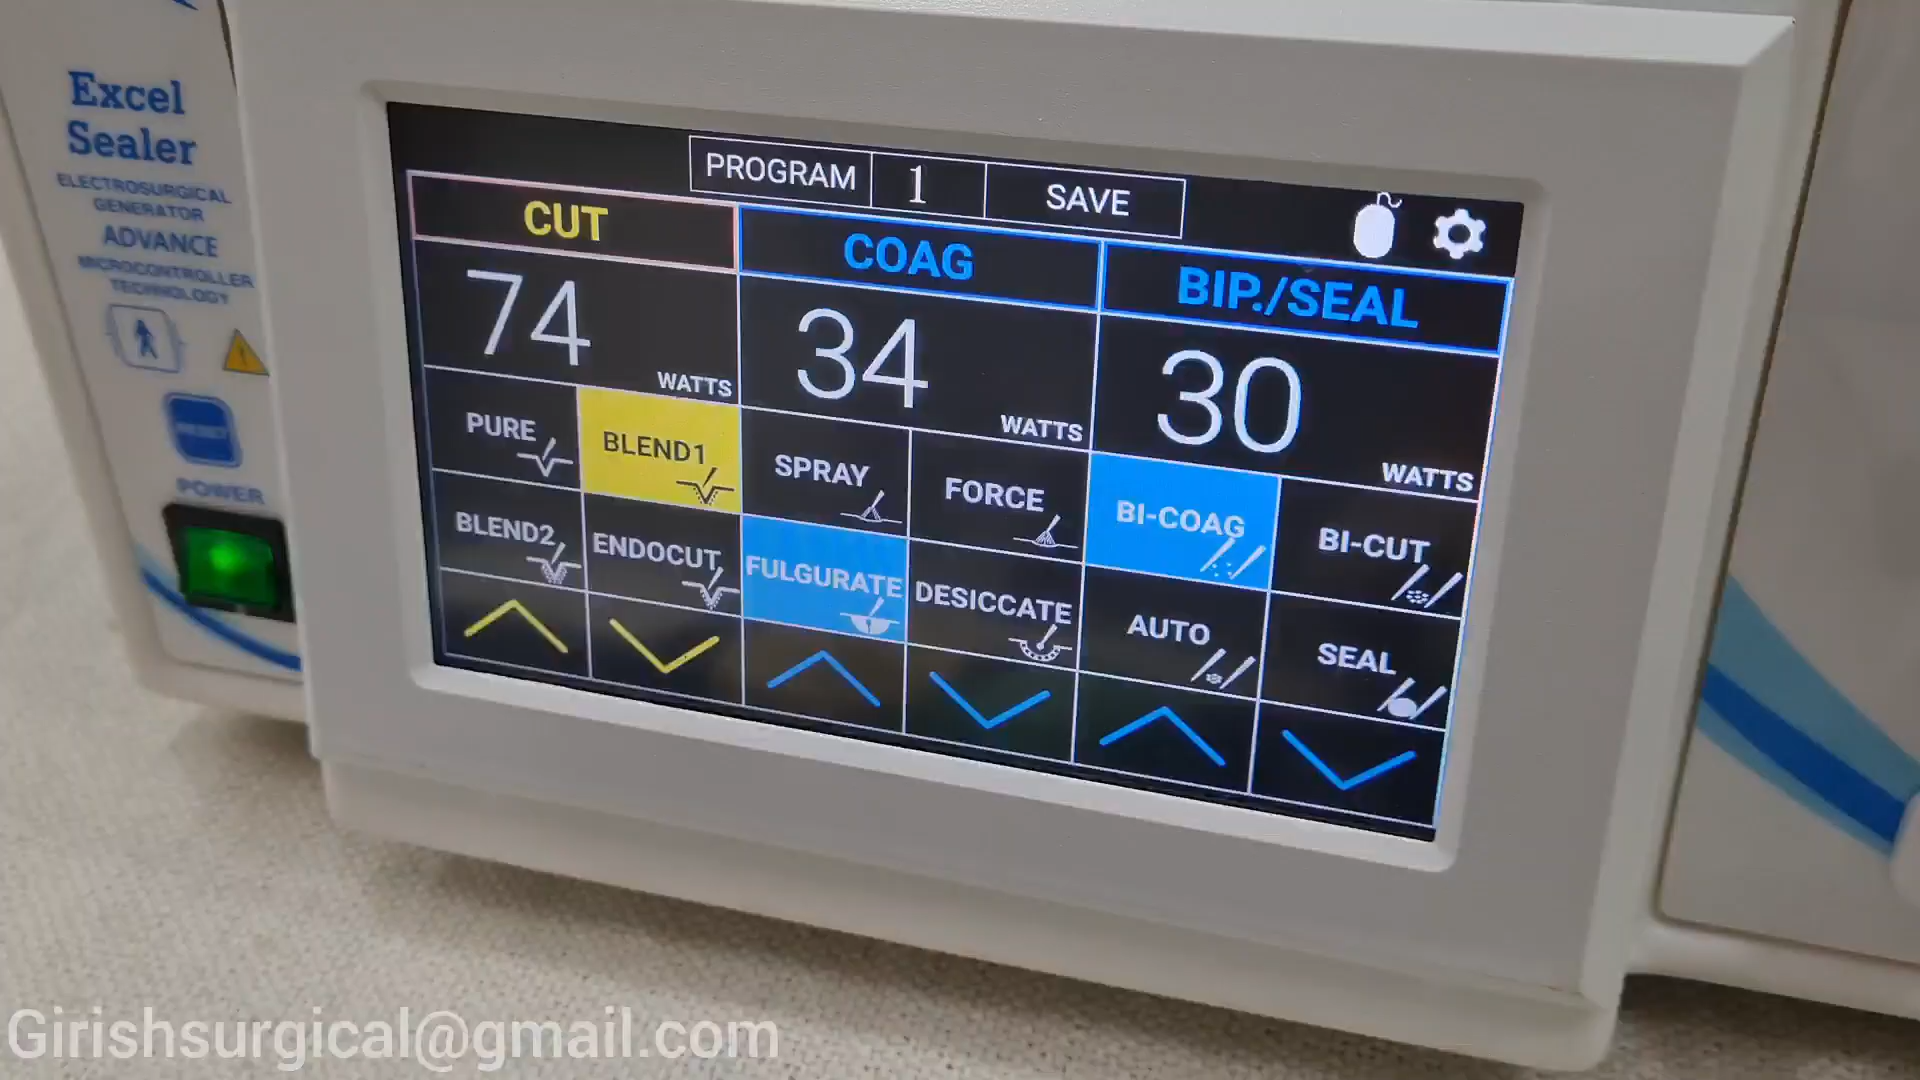 Excel
Sealer
ELECTROSURGICAL
GENERATOR
ADVANCE
MICROCONTROLLER
TECHNOLOGY
POWER
PROGRAM 1 SAVE
CUT COAG BIP./SEAL
74 WATTS
34 WATTS
30 WATTS
PURE BLEND1 SPRAY FORCE BI-COAG BI-CUT
BLEND2 ENDOCUT FULGURATE DESICCATE AUTO SEAL
Girishsurgical@gmail.com